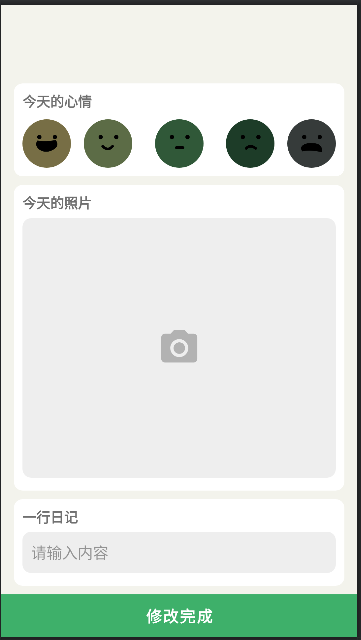 今天的心情
今天的照片
一行日记
请输入内容
修改完成